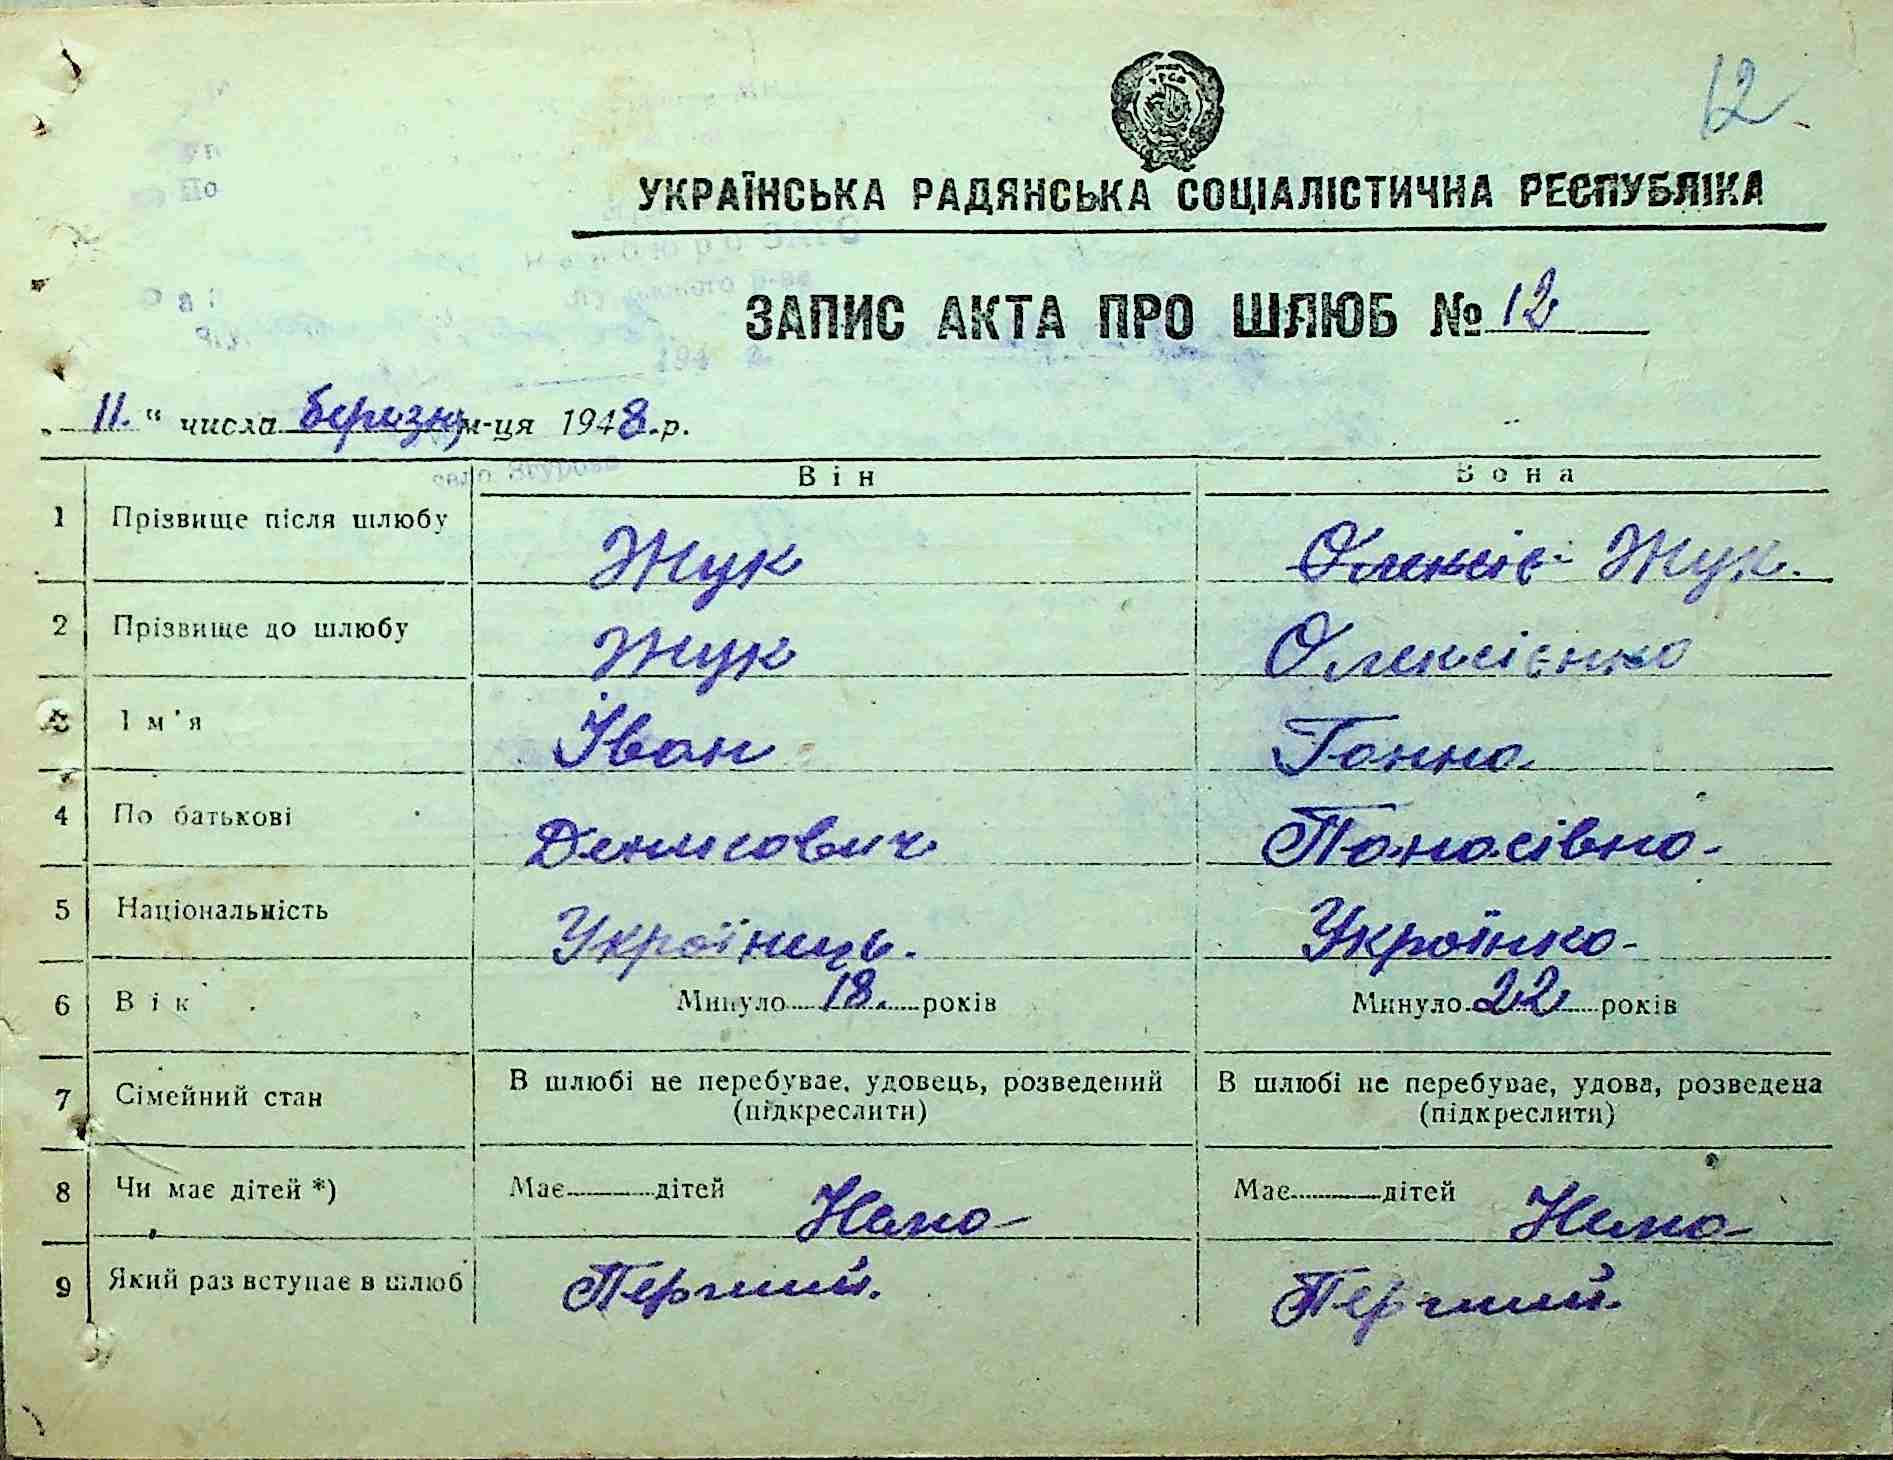 12.
УКРАЇНСЬКА РАДЯНСЬКА СОЦІАЛІСТИЧНА РЕСПУБЛІКА
ЗАПИС АКТА ПРО ШЛЮБ № 12
„11." числа березня м-ця 1948.р.
Він Вона
1 Прізвище після шлюбу Жук Олексіє Жук.
2 Прізвище до шлюбу Жук Олексієнко
3 Ім'я Іван Ганна
4 По батькові Денисович Панасівна
5 Національність Українець. Українка
6 Вік Минуло 18. років Минуло 22 років
7 Сімейний стан В шлюбі не перебуває, удовець, розведений В шлюбі не перебуває, удова, розведена
(підкреслити) (підкреслити)
8 Чи має дітей *) Має дітей Нема Має дітей Нема
9 Який раз вступає в шлюб Перший. Перший.